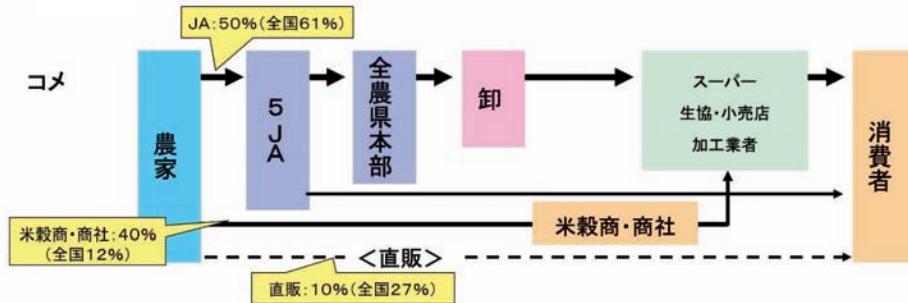 JA:50%(全国61%)
コメ
農家
5JA
全農県本部
卸
スーパー
生協・小売店
加工業者
消費者
米穀商・商社:40%
(全国12%)
米穀商・商社
<直販>
直販:10%(全国27%)